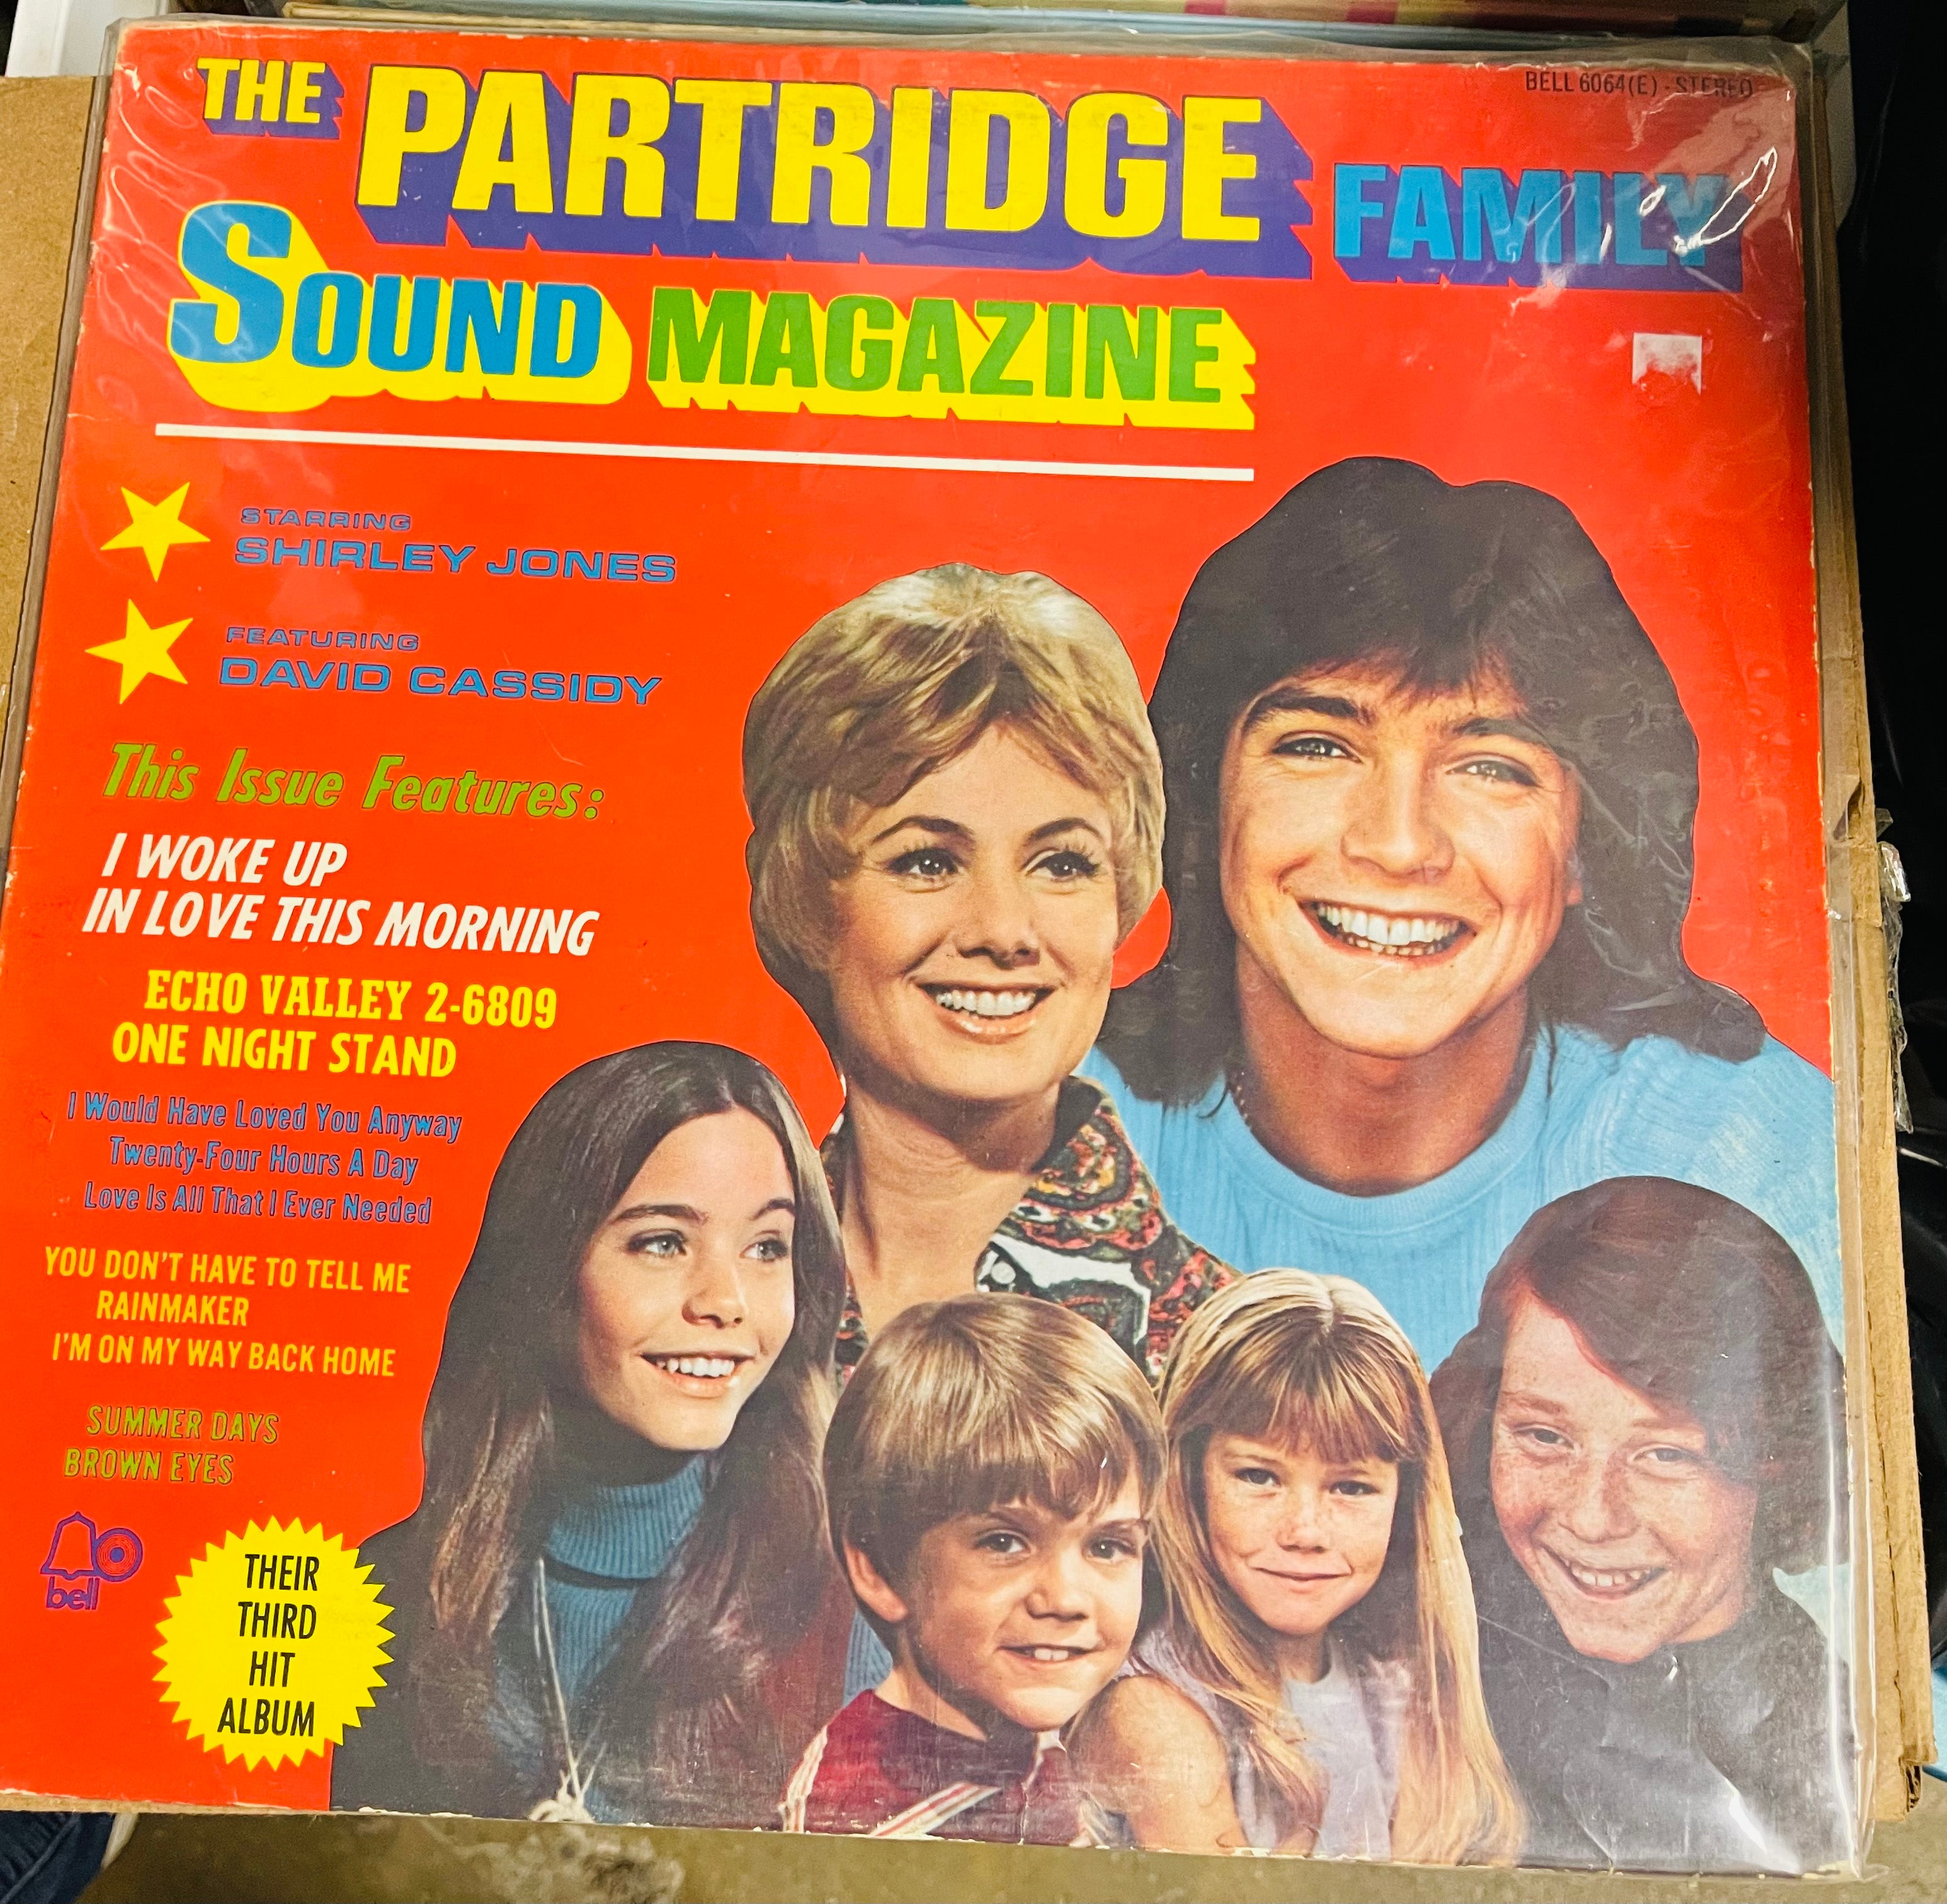 BELL 6064(E) - STEREO
THE PARTRIDGE FAMILY
SOUND MAGAZINE
STARRING
SHIRLEY JONES
FEATURING
DAVID CASSIDY
This Issue Features:
I WOKE UP
IN LOVE THIS MORNING
ECHO VALLEY 2-6809
ONE NIGHT STAND
I Would Have Loved You Anyway
Twenty-Four Hours A Day
Love Is All That I Ever Needed
YOU DON'T HAVE TO TELL ME
RAINMAKER
I'M ON MY WAY BACK HOME
SUMMER DAYS
BROWN EYES
bell
THEIR
THIRD
HIT
ALBUM